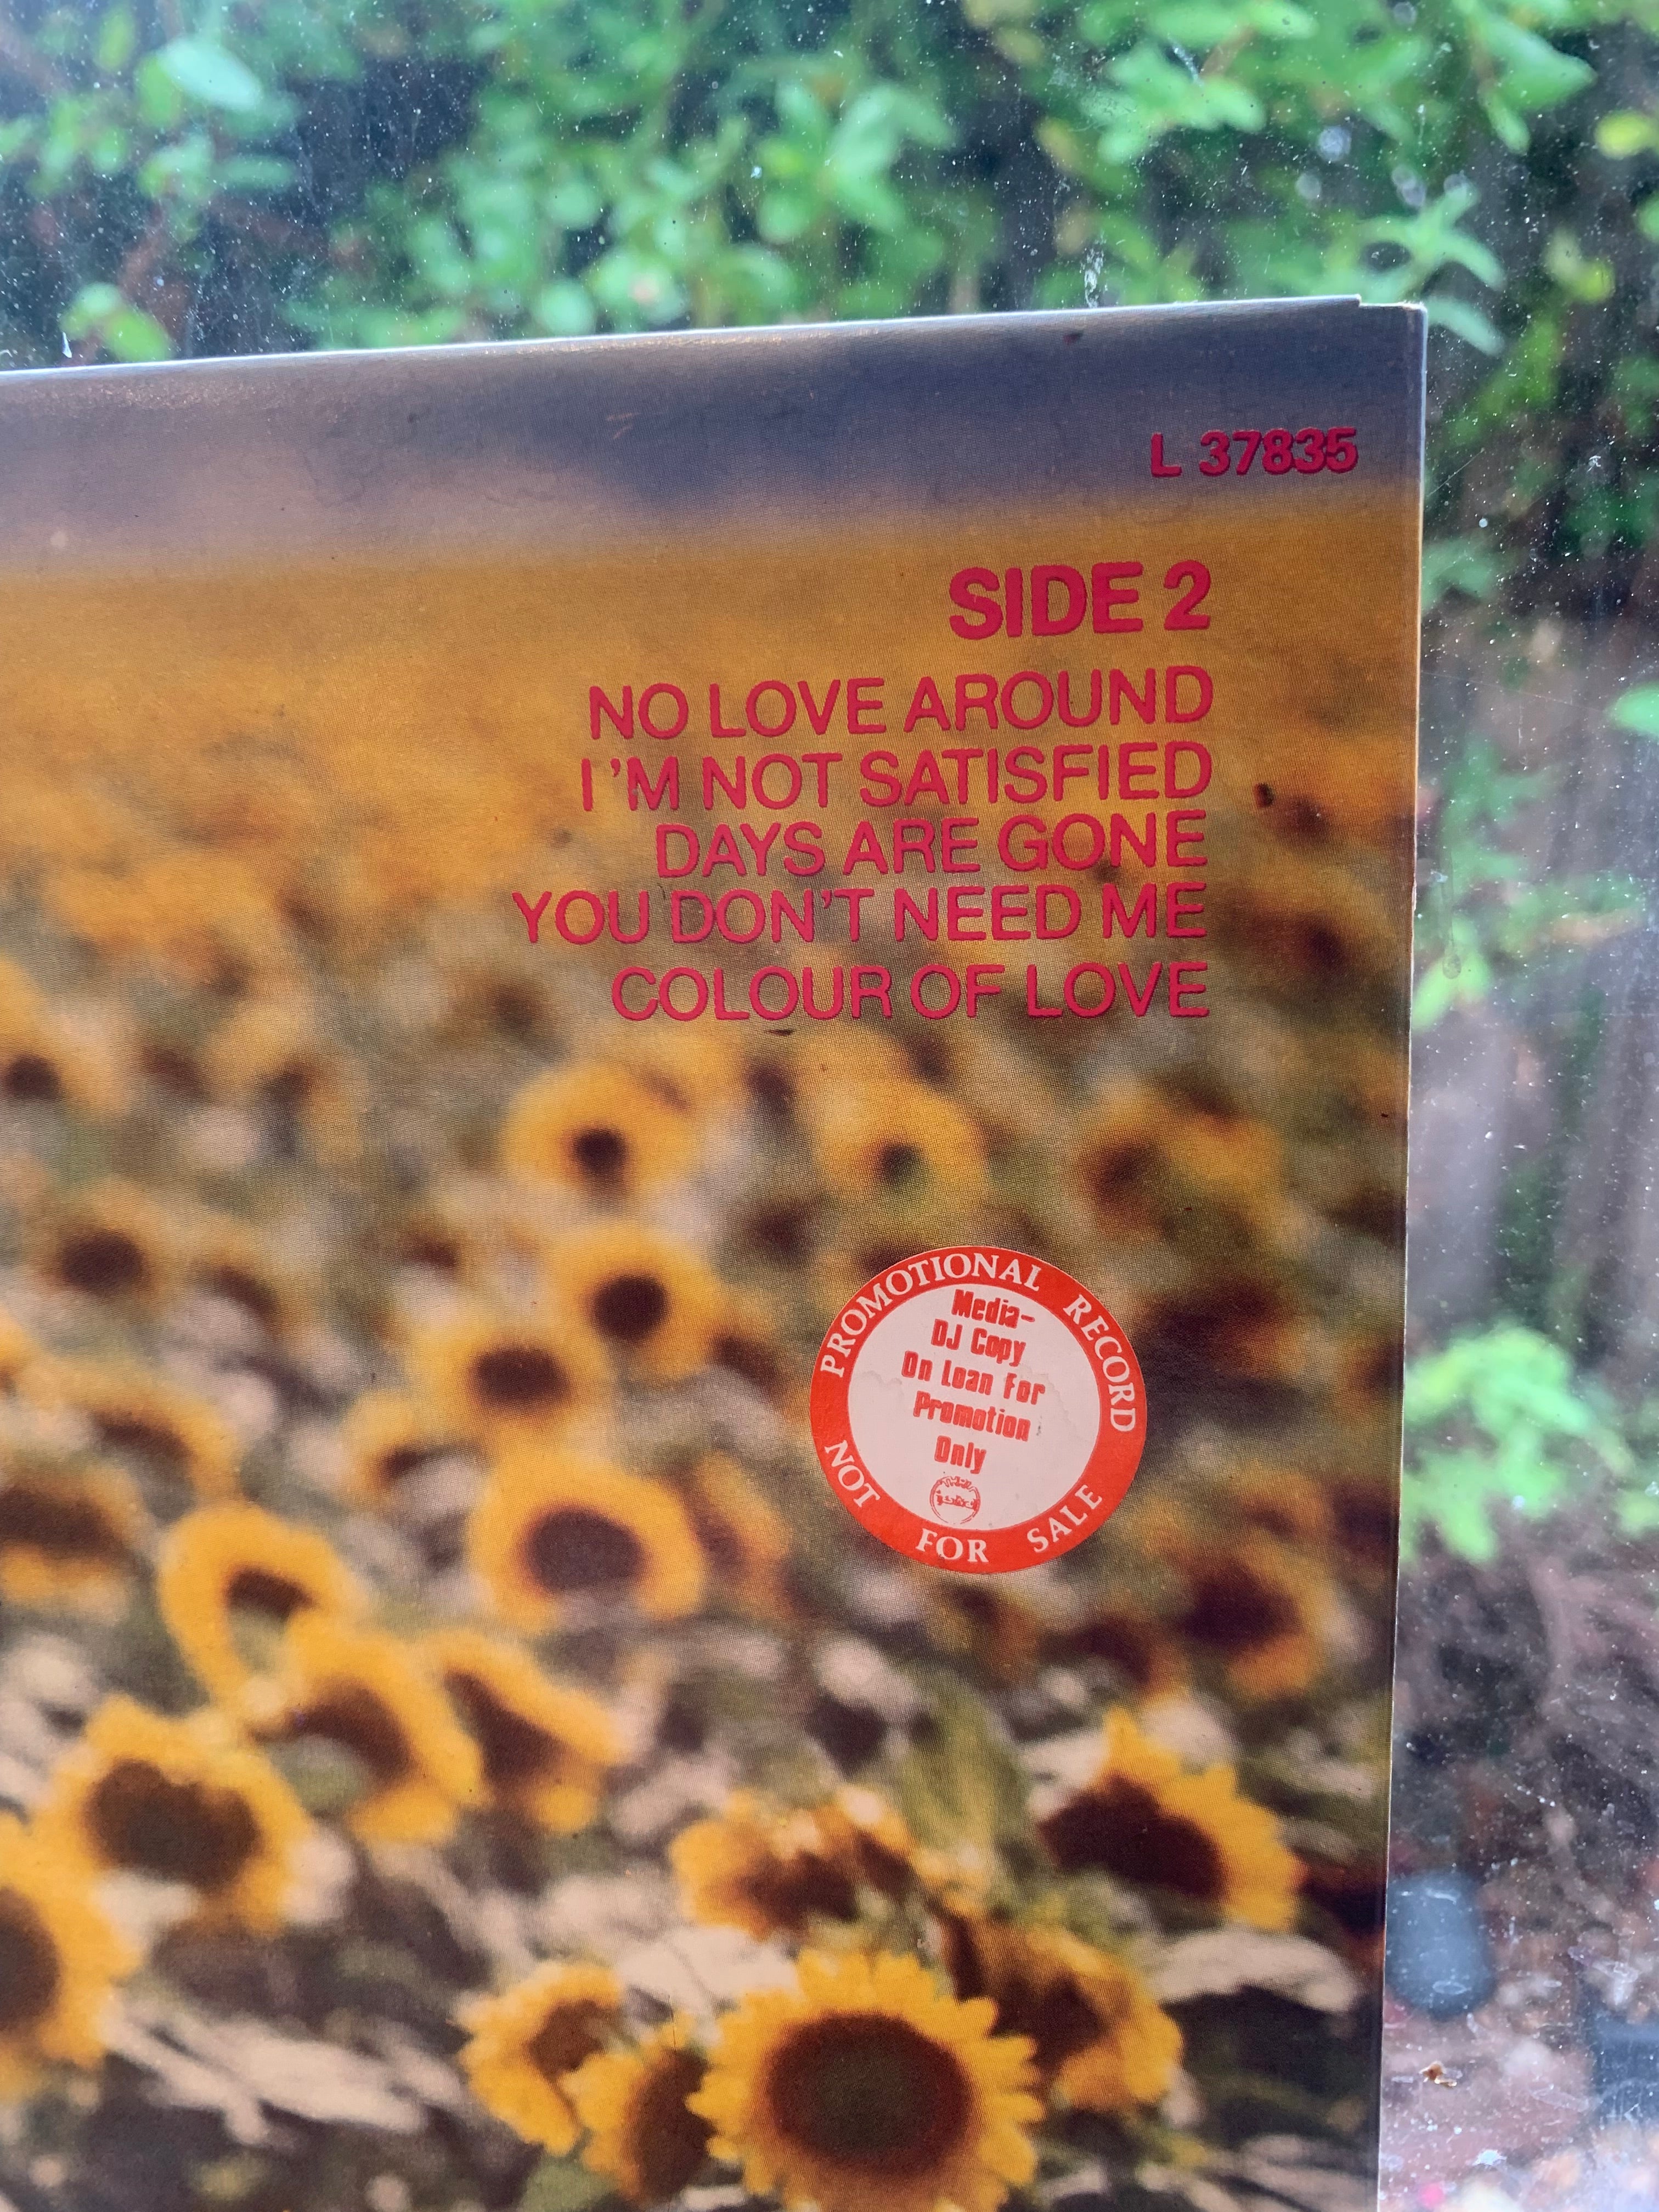 L 37835
SIDE 2
NO LOVE AROUND
I'M NOT SATISFIED
DAYS ARE GONE
YOU DON'T NEED ME
COLOUR OF LOVE
PROMOTIONAL RECORD
Media-
DJ Copy
On Loan For
Promotion
Only
NOT FOR SALE